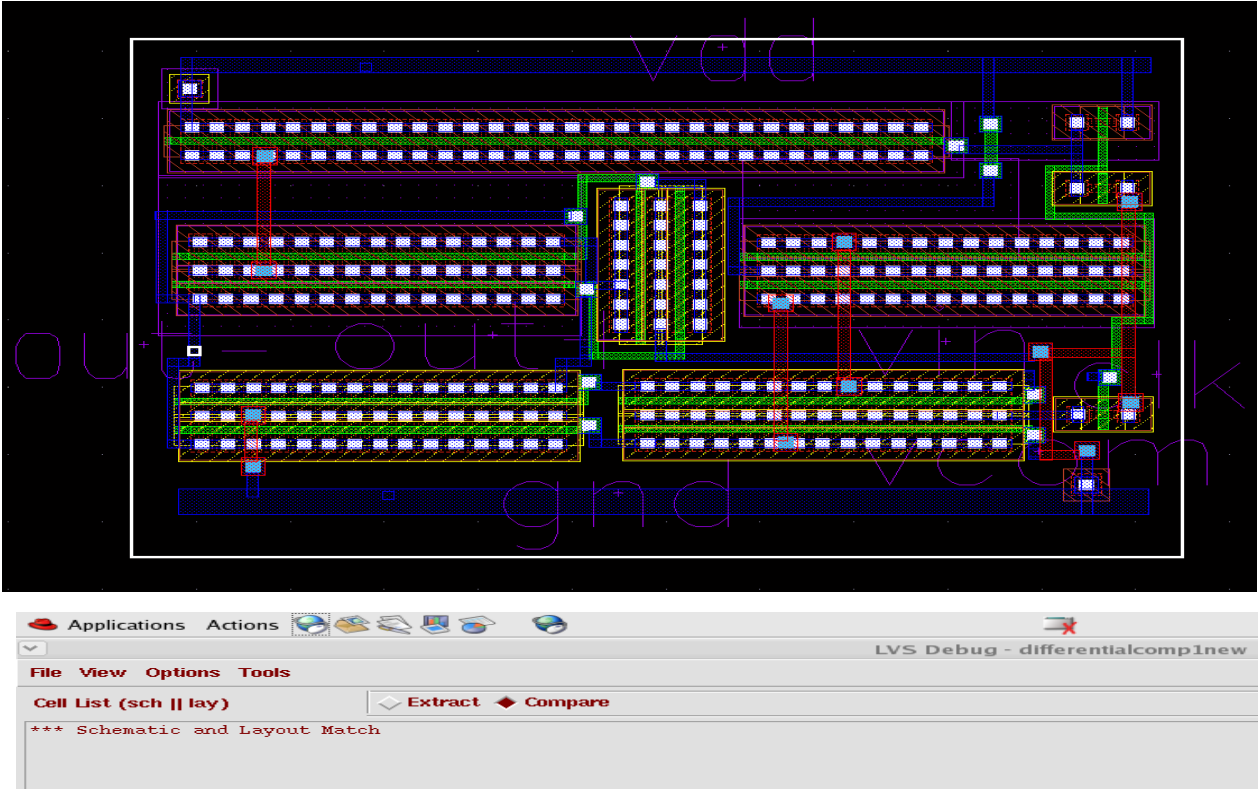 vdd
out
out
vin
clk
vcom
gnd
Applications Actions
LVS Debug - differentialcomp1new
File View Options Tools
Cell List (sch || lay)
Extract Compare
*** Schematic and Layout Match